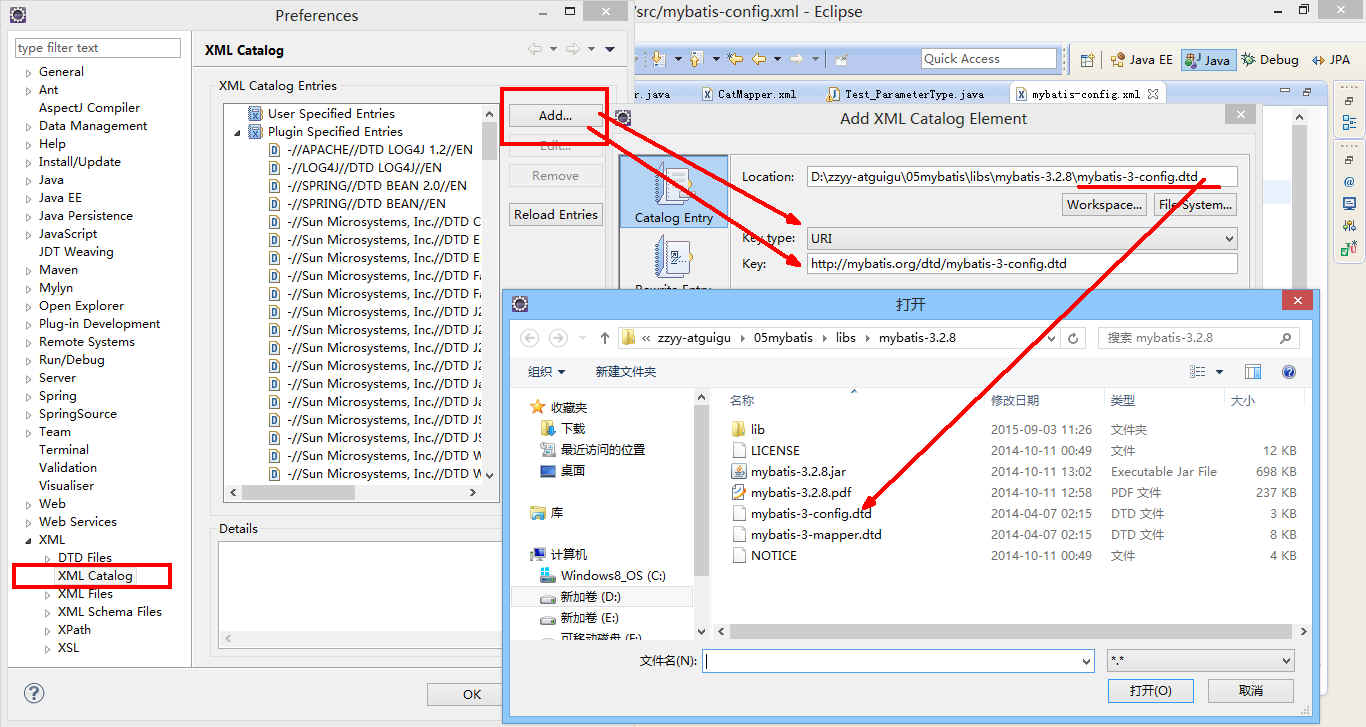 Preferences
type filter text
General
Ant
AspectJ Compiler
Data Management
Help
Install/Update
Java
Java EE
Java Persistence
JavaScript
JDT Weaving
Maven
Mylyn
Open Explorer
Plug-in Development
Remote Systems
Run/Debug
Server
Spring
SpringSource
Team
Terminal
Validation
Visualiser
Web
Web Services
XML
DTD Files
XML Catalog
XML Files
XML Schema Files
XPath
XSL
XML Catalog
XML Catalog Entries
User Specified Entries
Plugin Specified Entries
-//APACHE//DTD LOG4J 1.2//EN
-//LOG4J//DTD LOG4J//EN
-//SPRING//DTD BEAN 2.0//EN
-//SPRING//DTD BEAN//EN
-//Sun Microsystems, Inc.//DTD C
-//Sun Microsystems, Inc.//DTD E
-//Sun Microsystems, Inc.//DTD E
-//Sun Microsystems, Inc.//DTD Fa
-//Sun Microsystems, Inc.//DTD Fa
-//Sun Microsystems, Inc.//DTD J2
-//Sun Microsystems, Inc.//DTD J2
-//Sun Microsystems, Inc.//DTD J2
-//Sun Microsystems, Inc.//DTD J2
-//Sun Microsystems, Inc.//DTD Ja
-//Sun Microsystems, Inc.//DTD Ja
-//Sun Microsystems, Inc.//DTD JS
-//Sun Microsystems, Inc.//DTD JS
-//Sun Microsystems, Inc.//DTD W
-//Sun Microsystems, Inc.//DTD W
Add...
Edit...
Remove
Reload Entries
Details
OK
/src/mybatis-config.xml - Eclipse
Quick Access
Java EE
Java
Debug
JPA
r.java
CatMapper.xml
Test_ParameterType.java
mybatis-config.xml
Add XML Catalog Element
Catalog Entry
Rewrite Entry
Location: D:\zzyy-atguigu\05mybatis\libs\mybatis-3.2.8\mybatis-3-config.dtd
Workspace... File System...
Key type: URI
Key: http://mybatis.org/dtd/mybatis-3-config.dtd
打开
« zzyy-atguigu 05mybatis libs mybatis-3.2.8
搜索 mybatis-3.2.8
组织 新建文件夹
收藏夹
下载
最近访问的位置
桌面
库
计算机
Windows8_OS (C:)
新加卷 (D:)
新加卷 (E:)
可移动磁盘 (F:)
名称 修改日期 类型 大小
lib 2015-09-03 11:26 文件夹
LICENSE 2014-10-11 00:49 文件 12 KB
mybatis-3.2.8.jar 2014-10-11 13:02 Executable Jar File 698 KB
mybatis-3.2.8.pdf 2014-10-11 12:58 PDF 文件 237 KB
mybatis-3-config.dtd 2014-04-07 02:15 DTD 文件 3 KB
mybatis-3-mapper.dtd 2014-04-07 02:15 DTD 文件 8 KB
NOTICE 2014-10-11 00:49 文件 4 KB
文件名(N): *.*
打开(O) 取消